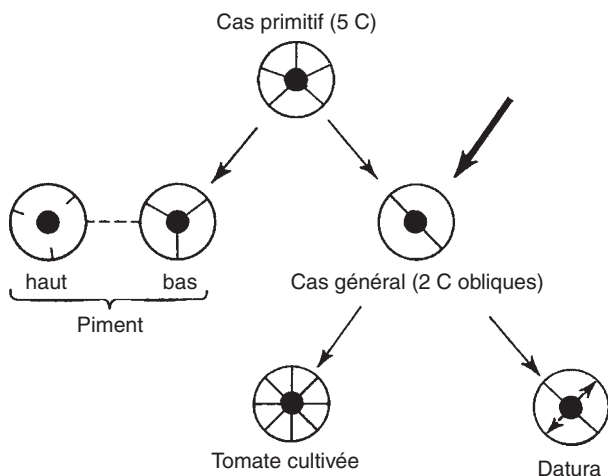 Cas primitif (5 C)
haut
bas
Piment
Cas général (2 C obliques)
Tomate cultivée
Datura